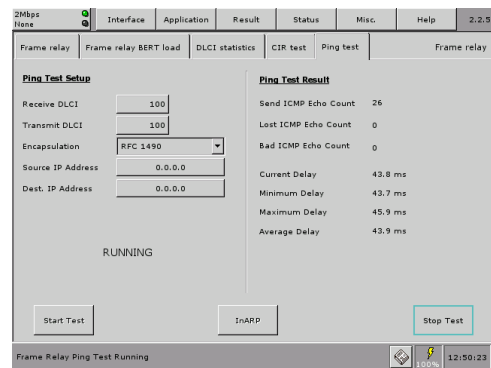 2Mbps
None
Interface
Application
Result
Status
Misc.
Help
2.2.5
Frame relay
Frame relay BERT load
DLCI statistics
CIR test
Ping test
Frame relay
Ping Test Setup
Receive DLCI 100
Transmit DLCI 100
Encapsulation RFC 1490
Source IP Address 0.0.0.0
Dest. IP Address 0.0.0.0
RUNNING
Ping Test Result
Send ICMP Echo Count 26
Lost ICMP Echo Count 0
Bad ICMP Echo Count 0
Current Delay 43.8 ms
Minimum Delay 43.7 ms
Maximum Delay 45.9 ms
Average Delay 43.9 ms
Start Test
InARP
Stop Test
Frame Relay Ping Test Running
100%
12:50:23